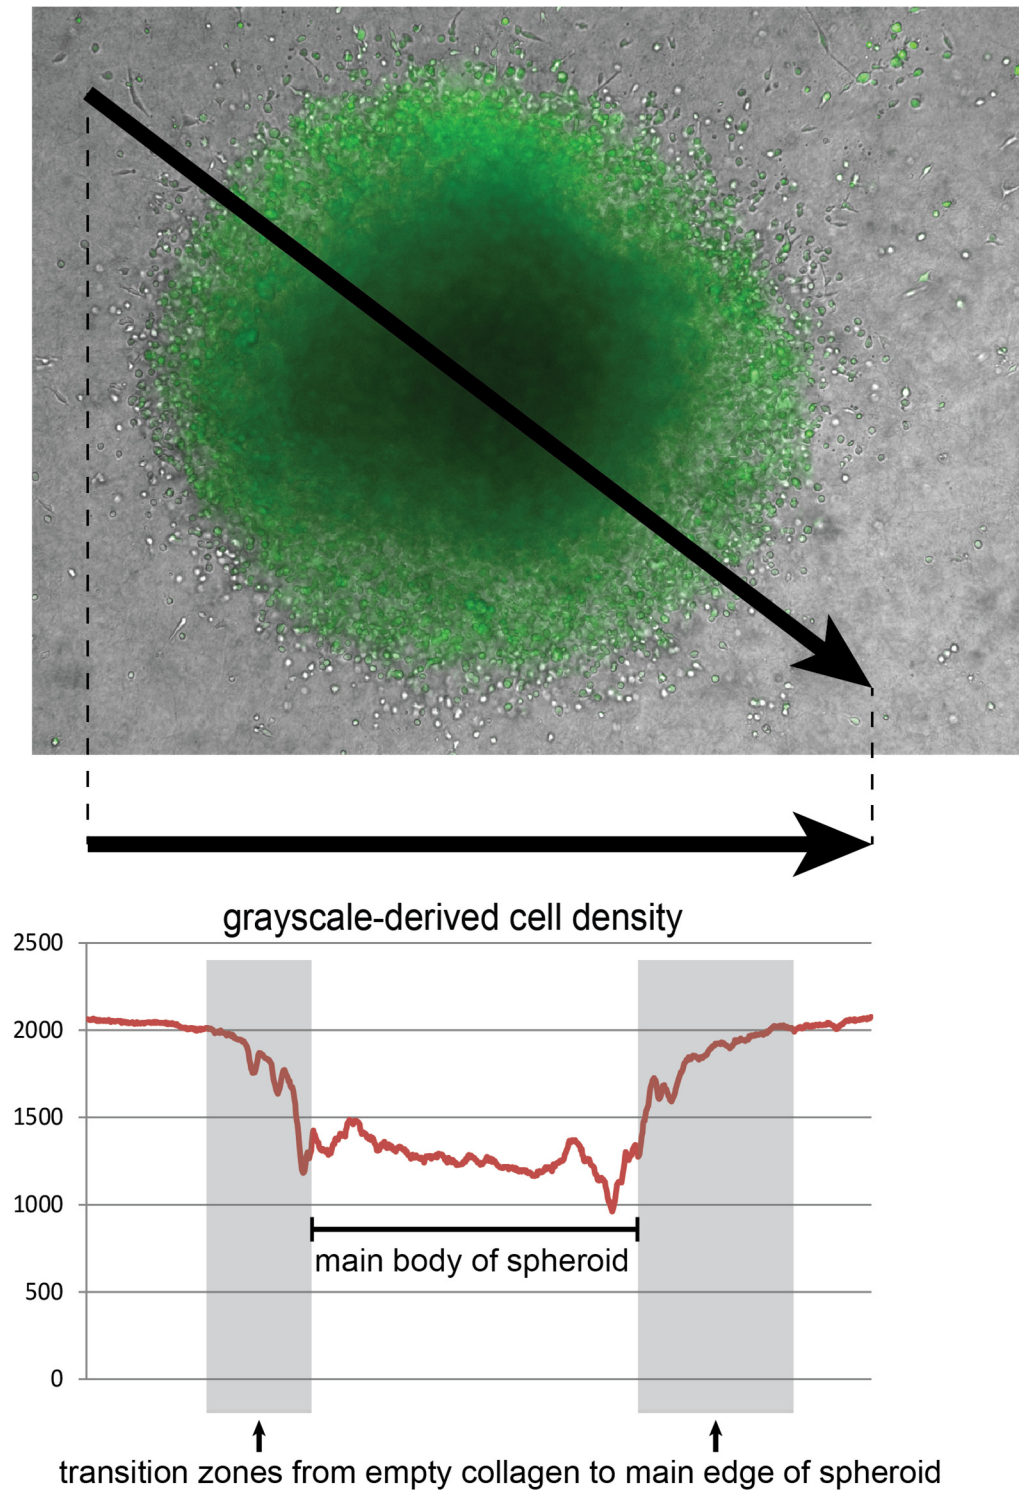 grayscale-derived cell density
2500
2000
1500
1000
main body of spheroid
500
0
transition zones from empty collagen to main edge of spheroid